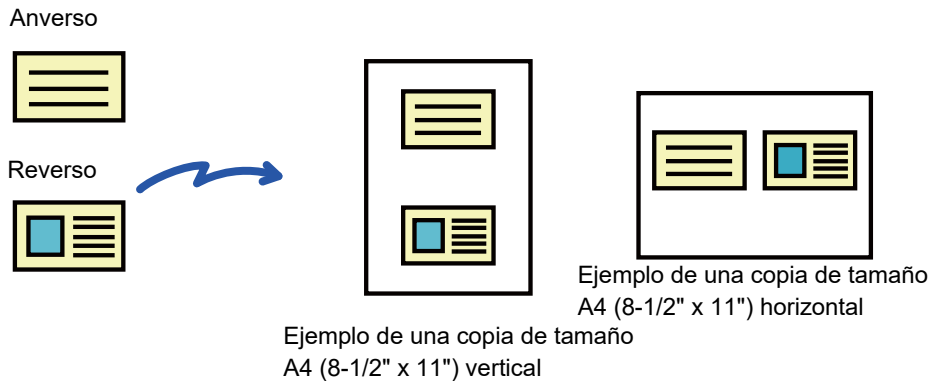 Anverso
Reverso
Ejemplo de una copia de tamaño
A4 (8-1/2" x 11") vertical
Ejemplo de una copia de tamaño
A4 (8-1/2" x 11") horizontal